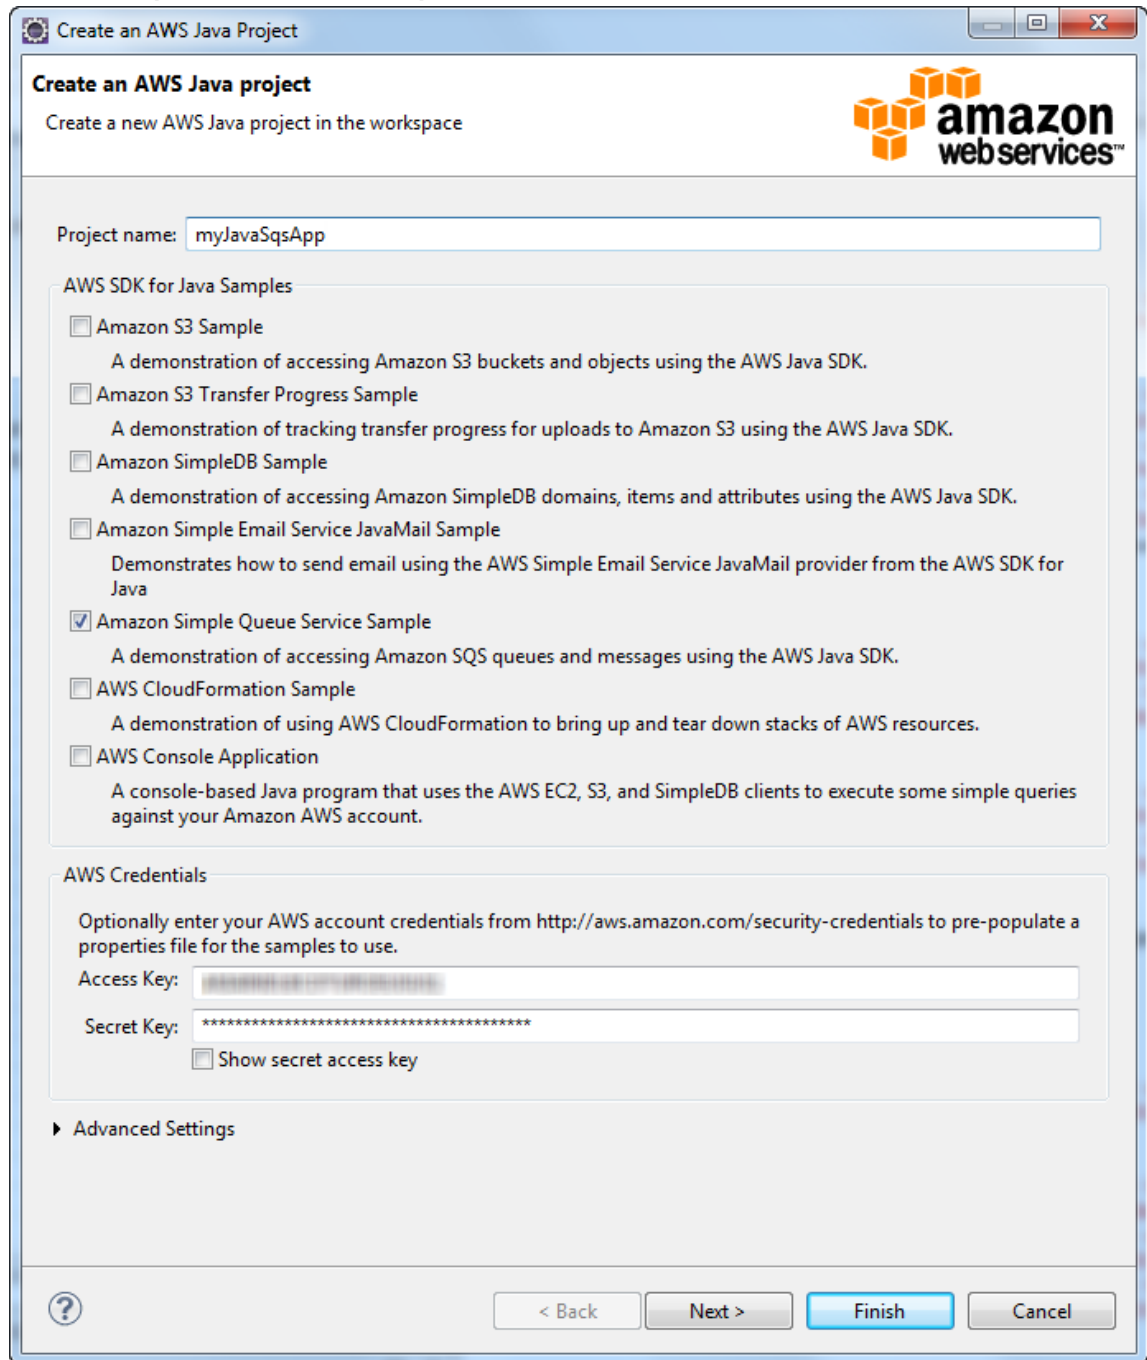 Create an AWS Java Project
Create an AWS Java project
Create a new AWS Java project in the workspace
amazon
webservices™
Project name: myJavaSqsApp
AWS SDK for Java Samples
Amazon S3 Sample
A demonstration of accessing Amazon S3 buckets and objects using the AWS Java SDK.
Amazon S3 Transfer Progress Sample
A demonstration of tracking transfer progress for uploads to Amazon S3 using the AWS Java SDK.
Amazon SimpleDB Sample
A demonstration of accessing Amazon SimpleDB domains, items and attributes using the AWS Java SDK.
Amazon Simple Email Service JavaMail Sample
Demonstrates how to send email using the AWS Simple Email Service JavaMail provider from the AWS SDK for
Java
Amazon Simple Queue Service Sample
A demonstration of accessing Amazon SQS queues and messages using the AWS Java SDK.
AWS CloudFormation Sample
A demonstration of using AWS CloudFormation to bring up and tear down stacks of AWS resources.
AWS Console Application
A console-based Java program that uses the AWS EC2, S3, and SimpleDB clients to execute some simple queries
against your Amazon AWS account.
AWS Credentials
Optionally enter your AWS account credentials from http://aws.amazon.com/security-credentials to pre-populate a
properties file for the samples to use.
Access Key:
Secret Key: ****************************************
Show secret access key
Advanced Settings
? < Back Next > Finish Cancel